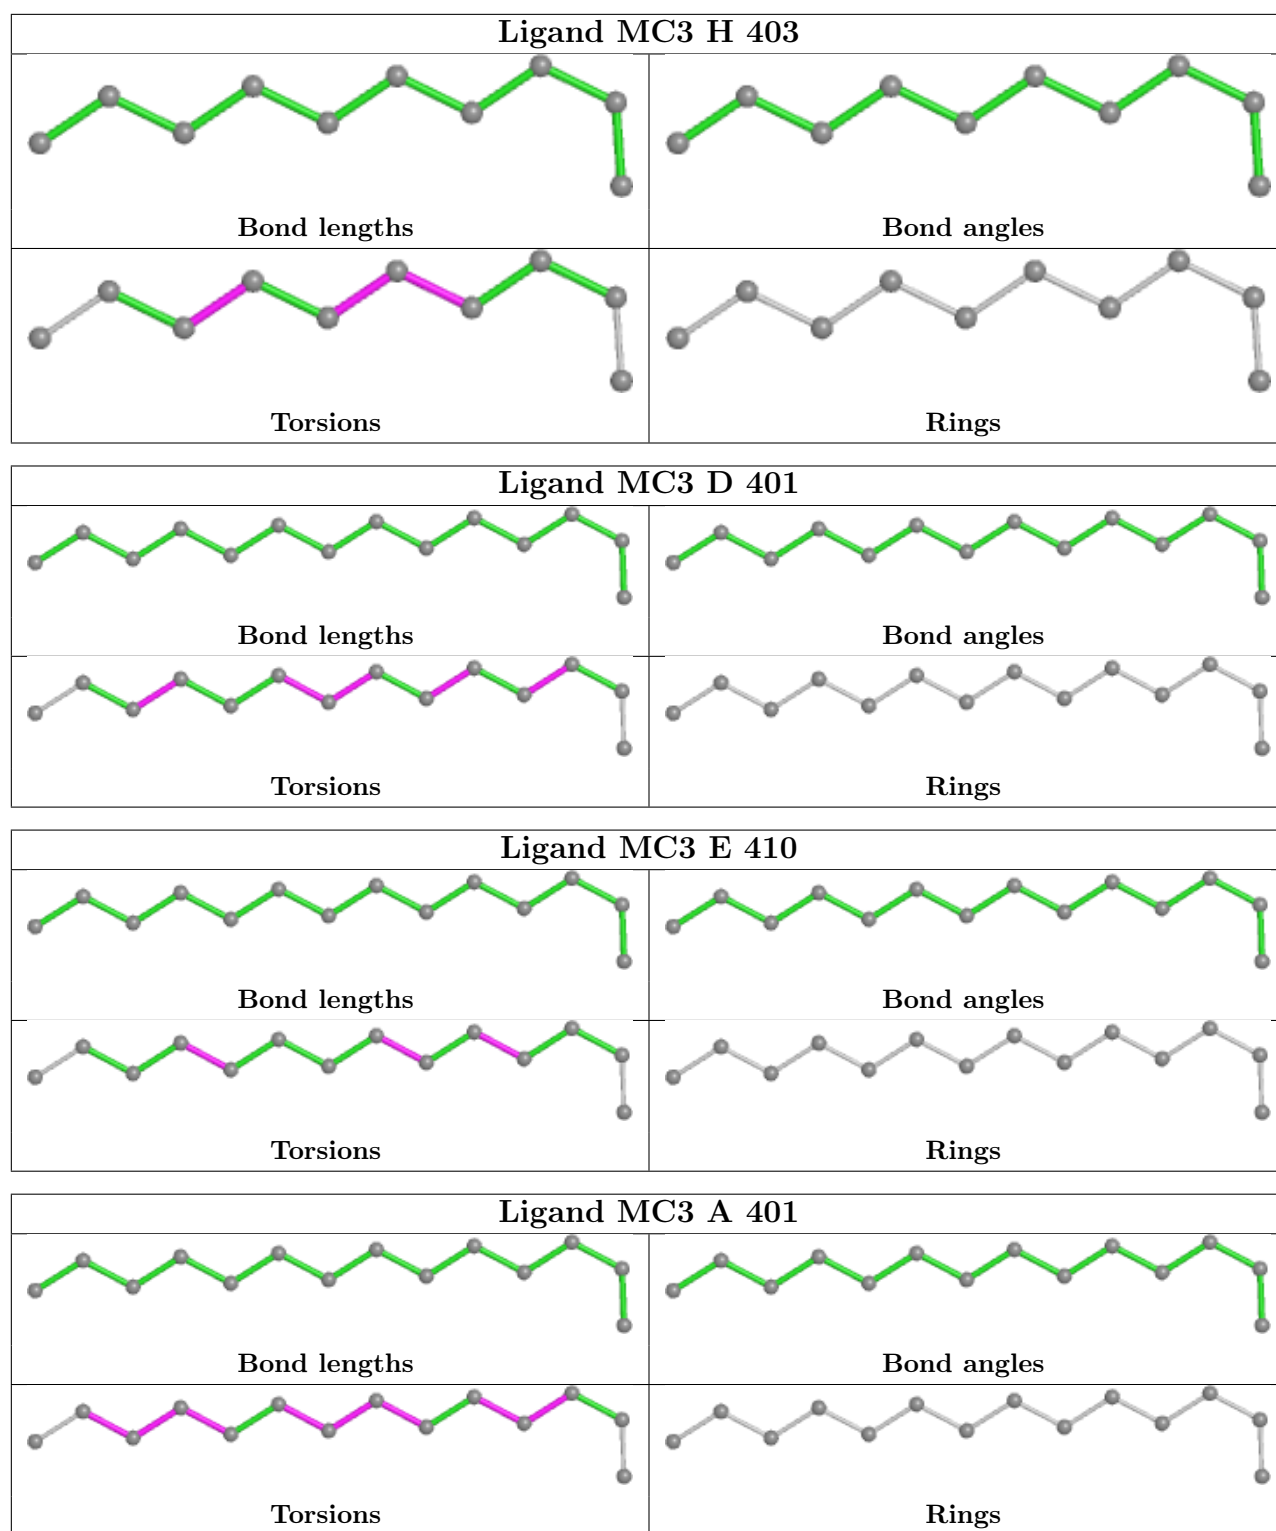 Ligand MC3 H 403
Bond lengths
Bond angles
Torsions
Rings
Ligand MC3 D 401
Bond lengths
Bond angles
Torsions
Rings
Ligand MC3 E 410
Bond lengths
Bond angles
Torsions
Rings
Ligand MC3 A 401
Bond lengths
Bond angles
Torsions
Rings